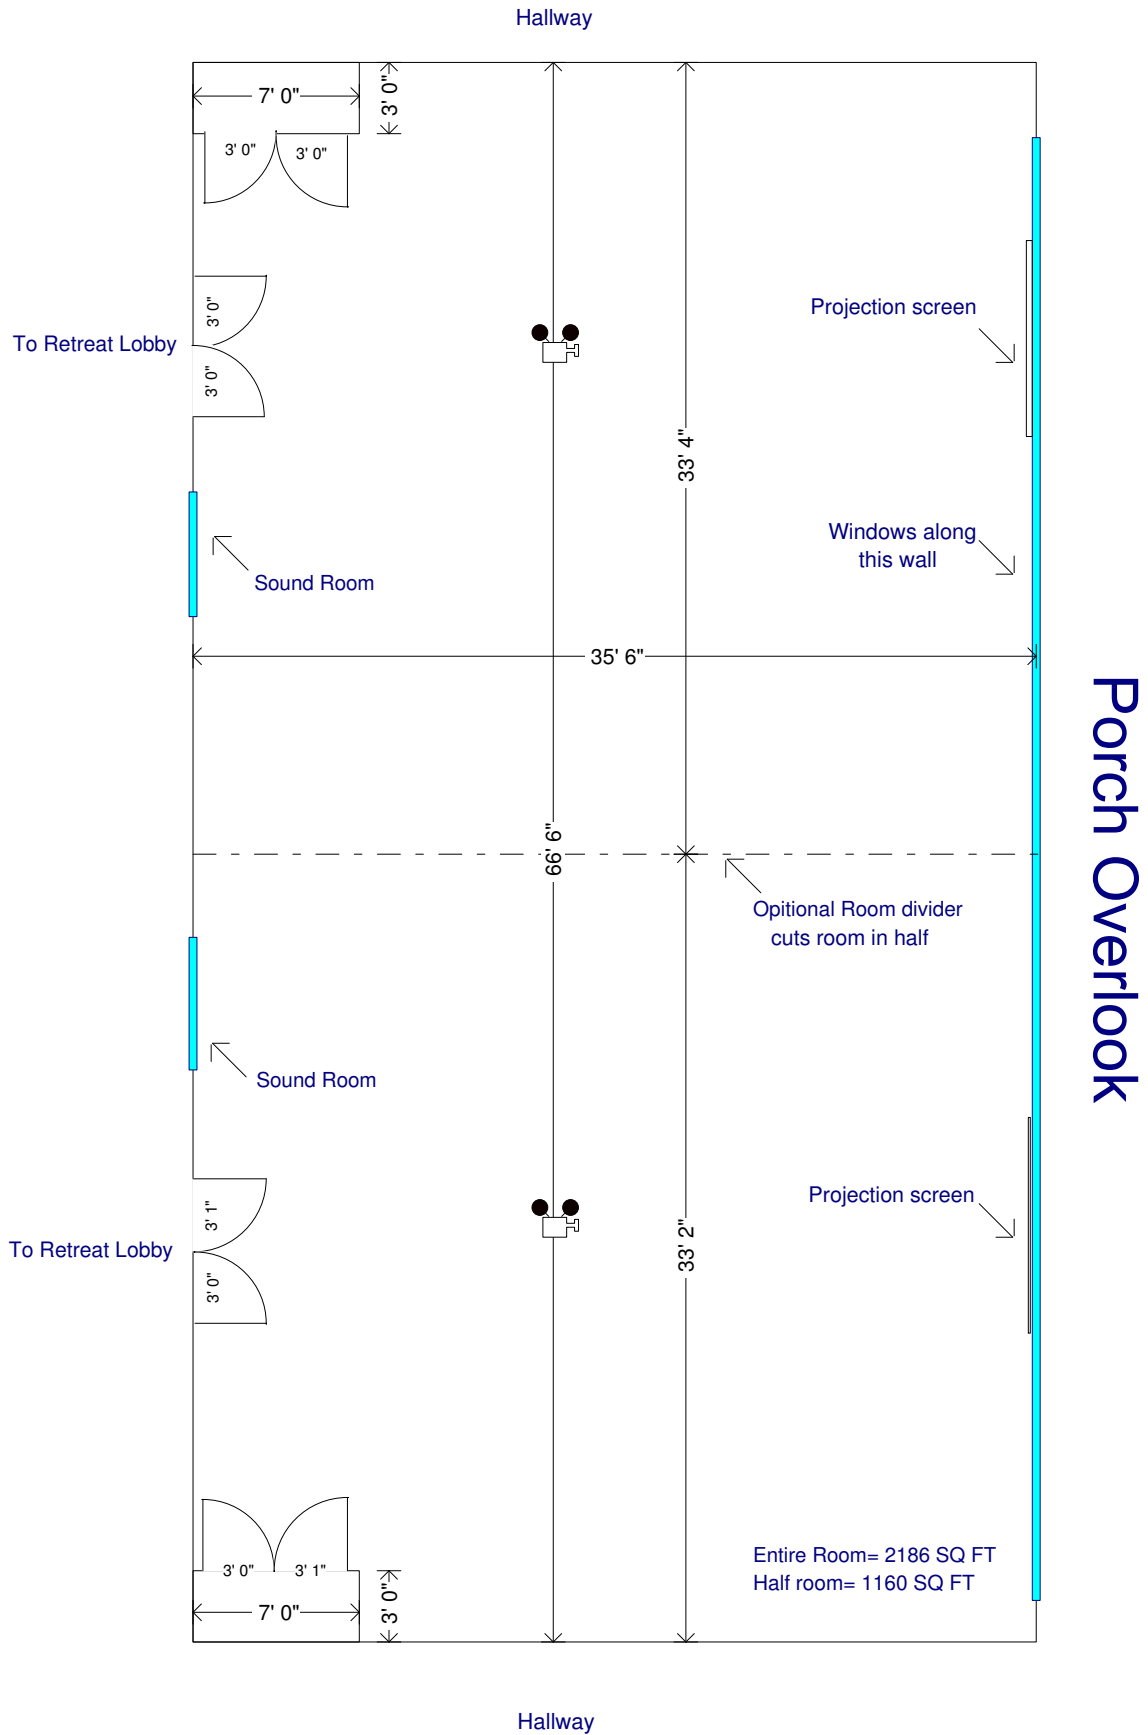 Hallway
7' 0"
3' 0"
3' 0"
3' 0"
3' 0"
To Retreat Lobby
3' 0"
Projection screen
33' 4"
Windows along
this wall
Sound Room
35' 6"
Porch Overlook
66' 6"
Opitional Room divider
cuts room in half
Sound Room
Projection screen
3' 1"
To Retreat Lobby
33' 2"
3' 0"
Entire Room= 2186 SQ FT
Half room= 1160 SQ FT
3' 0"
3' 1"
7' 0"
3' 0"
Hallway